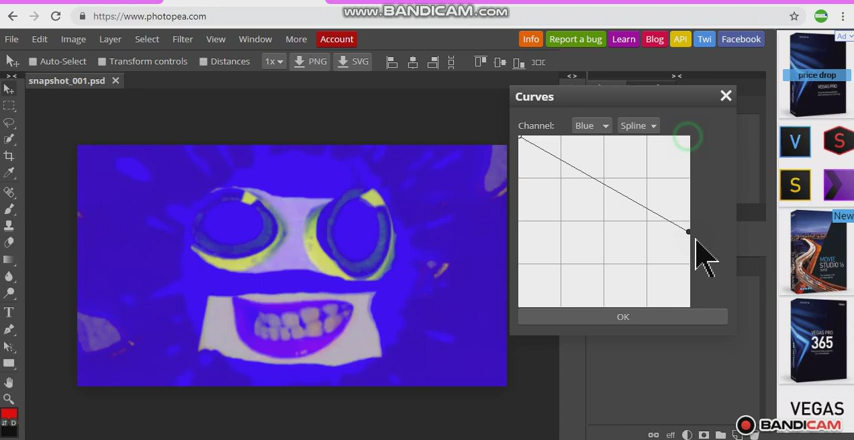 www.BANDICAM.com
https://www.photopea.com
File Edit Image Layer Select Filter View Window More Account Info Report a bug Learn Blog API Twi Facebook
Auto-Select Transform controls Distances 1x PNG SVG
snapshot_001.psd
Curves
Channel: Blue Spline
OK
eff
D
Ad
price drop
V
S
S
New
MOVIE
STUDIO
VEGAS PRO
365
VEGAS
BANDICAM